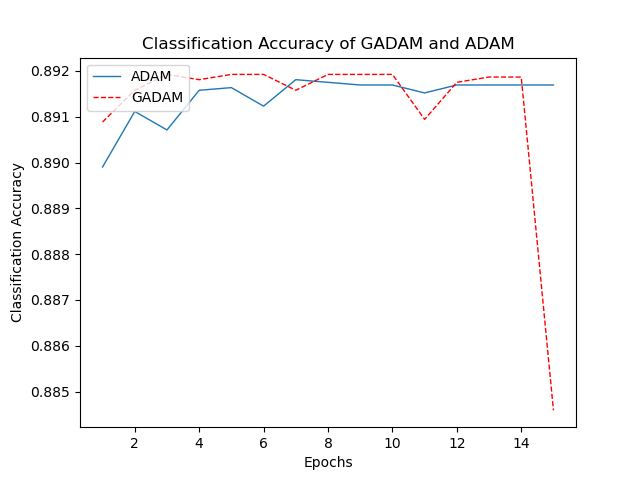 Classification Accuracy of GADAM and ADAM
ADAM
GADAM
0.892
0.891
0.890
0.889
0.888
0.887
0.886
0.885
Classification Accuracy
2 4 6 8 10 12 14
Epochs